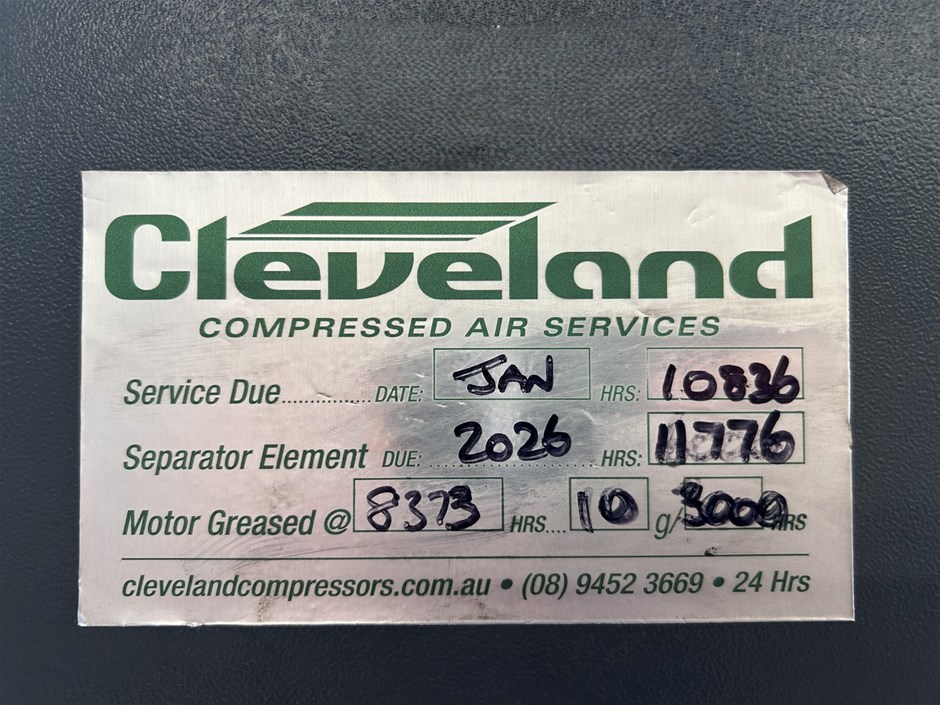 Cleveland
COMPRESSED AIR SERVICES
Service Due................ DATE: JAN HRS: 10836
Separator Element DUE: 2026 HRS: 11776
Motor Greased @ 8373 HRS.... 10 g/ 3000 HRS
clevelandcompressors.com.au • (08) 9452 3669 • 24 Hrs